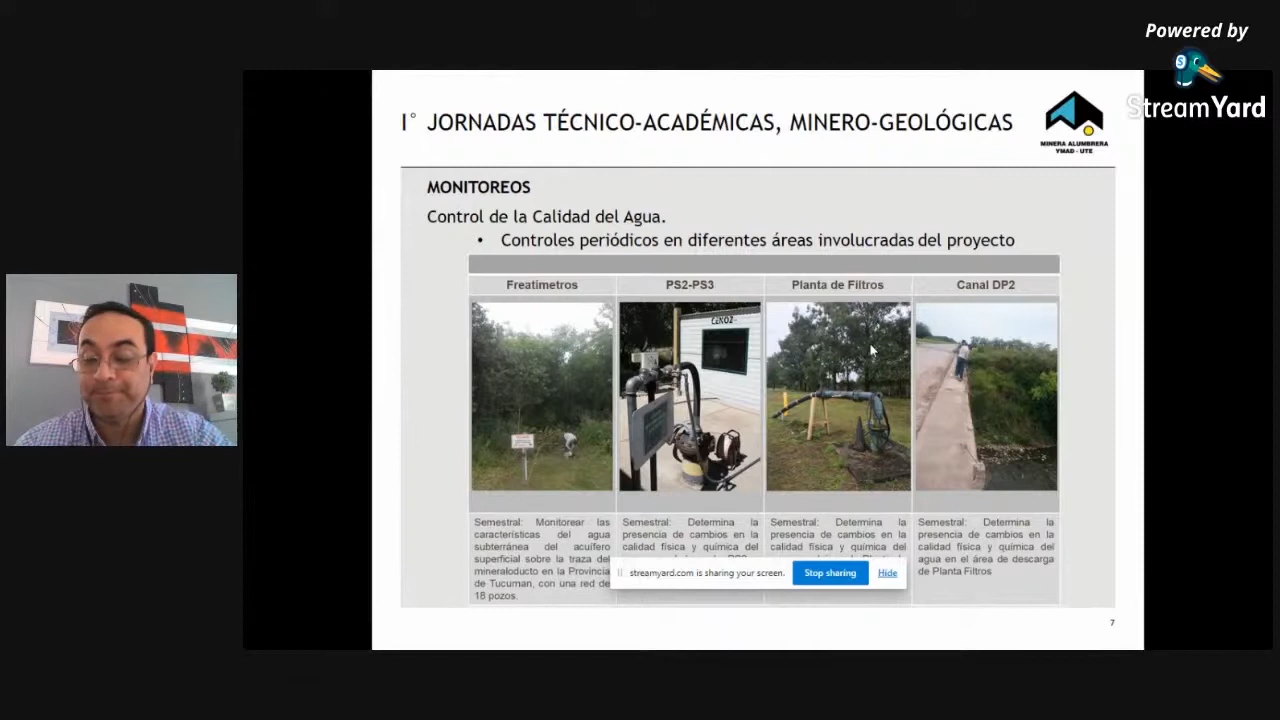 Powered by
StreamYard
I° JORNADAS TÉCNICO-ACADÉMICAS, MINERO-GEOLÓGICAS
MINERA ALUMBRERA
YMAD - UTE
MONITOREOS
Control de la Calidad del Agua.
• Controles periódicos en diferentes áreas involucradas del proyecto
Freatimetros
PS2-PS3
Planta de Filtros
Canal DP2
Semestral: Monitorear las
características del agua
subterránea del acuífero
superficial sobre la traza del
mineraloducto en la Provincia
de Tucuman, con una red de
18 pozos.
Semestral: Determina la
presencia de cambios en la
calidad física y química del
Semestral: Determina la
presencia de cambios en la
calidad física y química del
Semestral: Determina la
presencia de cambios en la
calidad física y química del
agua en el área de descarga
de Planta Filtros
streamyard.com is sharing your screen.
Stop sharing
Hide
7